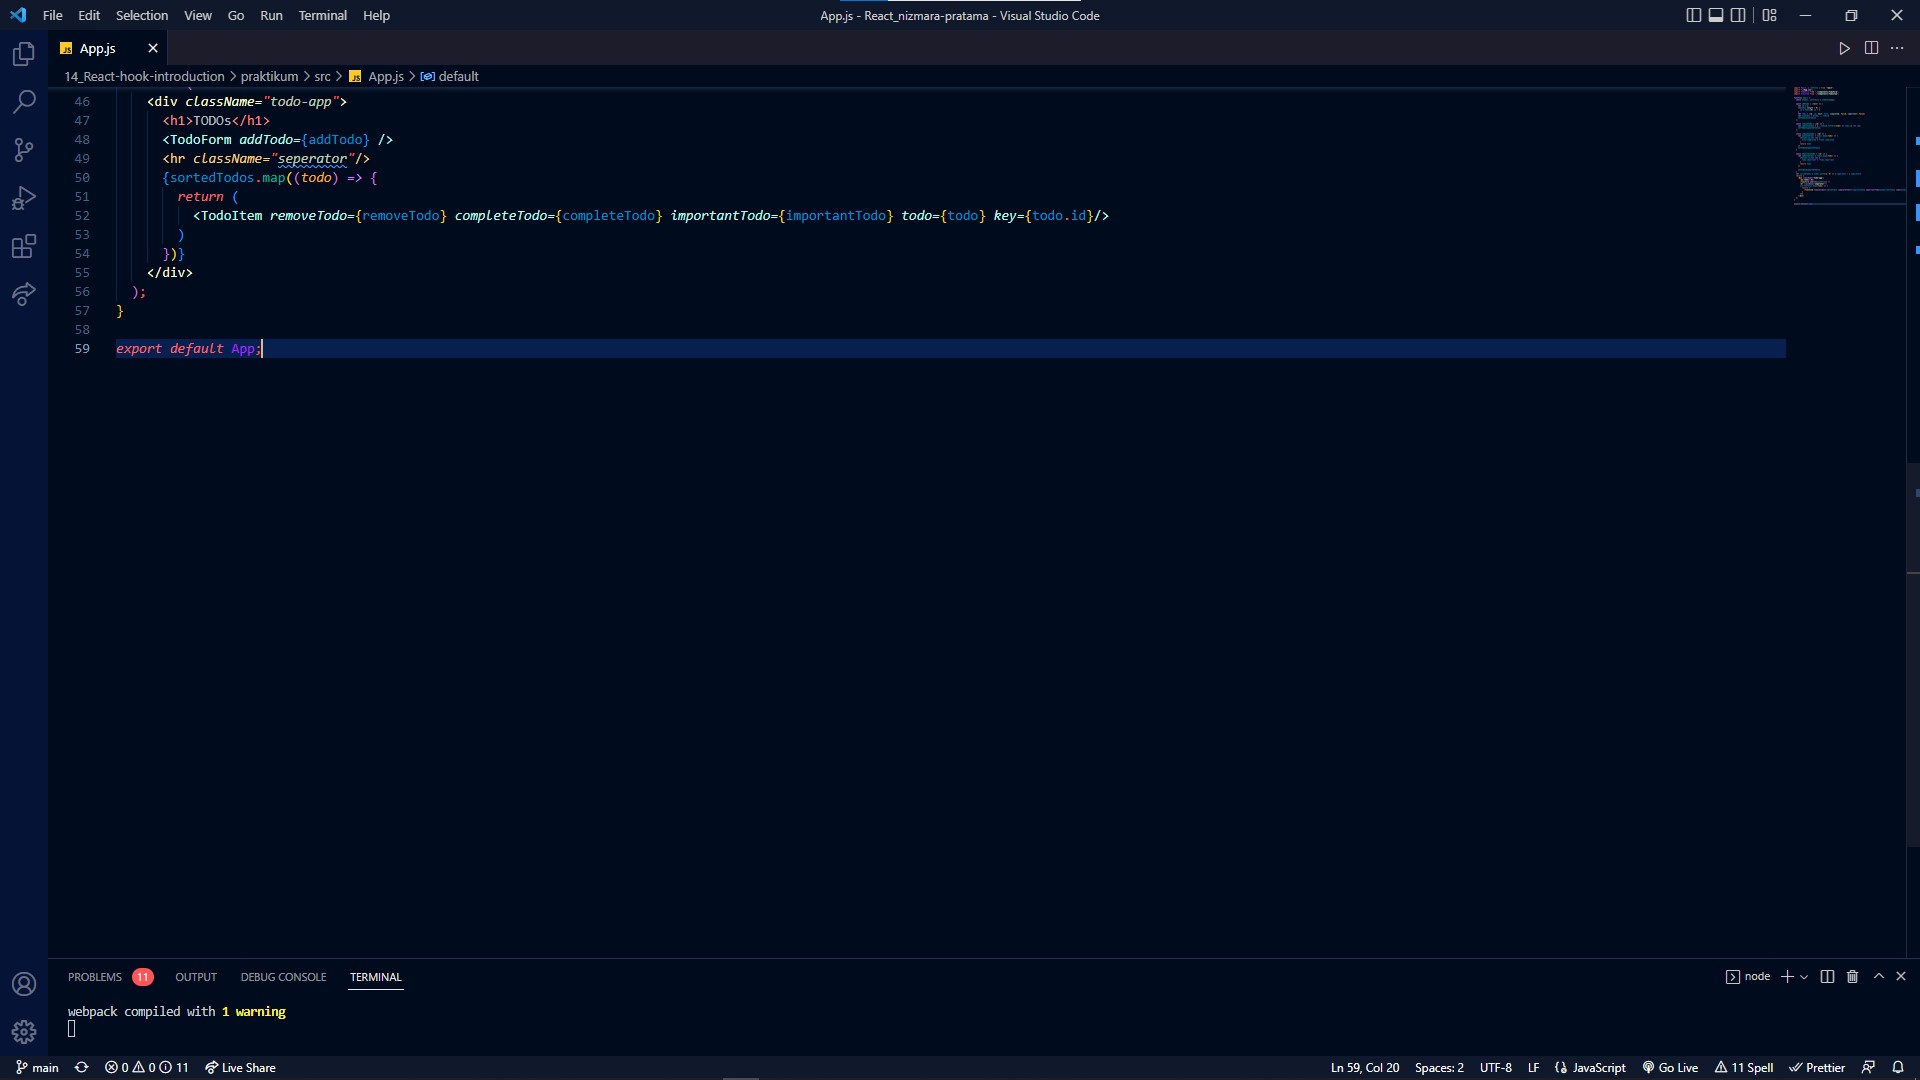 File Edit Selection View Go Run Terminal Help
App.js - React_nizmara-pratama - Visual Studio Code
JS App.js
14_React-hook-introduction > praktikum > src > JS App.js > default
46 <div className="todo-app">
47 <h1>TODOs</h1>
48 <TodoForm addTodo={addTodo} />
49 <hr className="seperator"/>
50 {sortedTodos.map((todo) => {
51 return (
52 <TodoItem removeTodo={removeTodo} completeTodo={completeTodo} importantTodo={importantTodo} todo={todo} key={todo.id}/>
53 )
54 })}
55 </div>
56 );
57 }
58
59 export default App;
PROBLEMS 11 OUTPUT DEBUG CONSOLE TERMINAL
node
webpack compiled with 1 warning
main 0 0 11 Live Share
Ln 59, Col 20 Spaces: 2 UTF-8 LF JavaScript Go Live 11 Spell Prettier